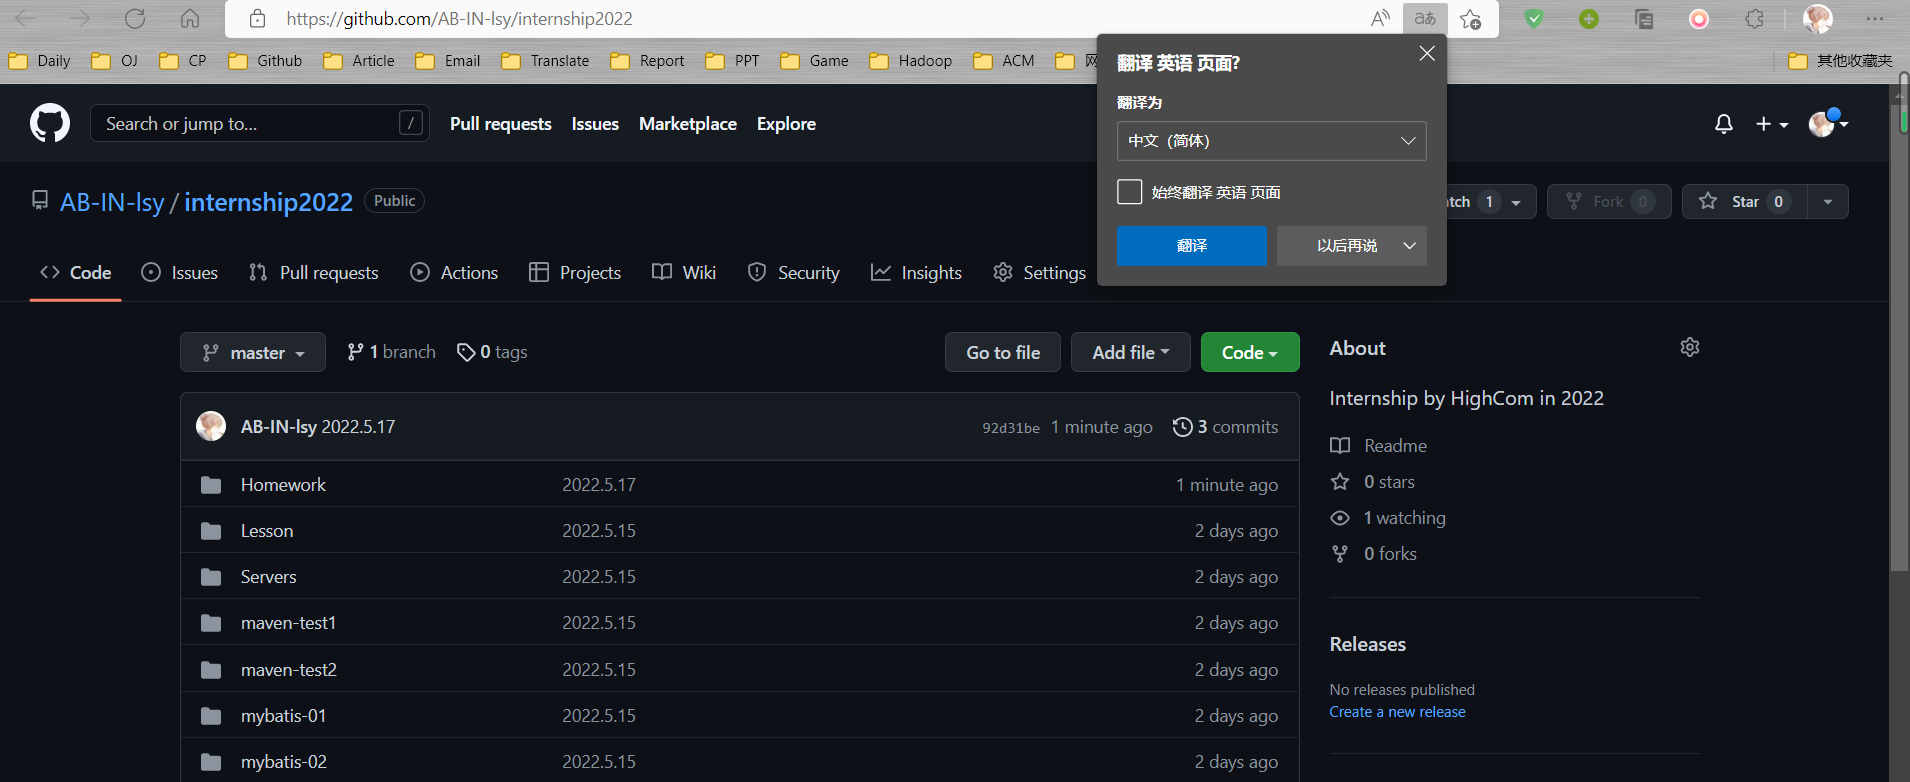 https://github.com/AB-IN-lsy/internship2022
Daily OJ CP Github Article Email Translate Report PPT Game Hadoop ACM 其他收藏夹
翻译 英语 页面?
翻译为
中文 (简体)
始终翻译 英语 页面
翻译 以后再说
Search or jump to... / Pull requests Issues Marketplace Explore
AB-IN-lsy / internship2022 Public
1 Fork 0 Star 0
Code Issues Pull requests Actions Projects Wiki Security Insights Settings
master 1 branch 0 tags Go to file Add file Code
AB-IN-lsy 2022.5.17 92d31be 1 minute ago 3 commits
Homework 2022.5.17 1 minute ago
Lesson 2022.5.15 2 days ago
Servers 2022.5.15 2 days ago
maven-test1 2022.5.15 2 days ago
maven-test2 2022.5.15 2 days ago
mybatis-01 2022.5.15 2 days ago
mybatis-02 2022.5.15 2 days ago
About
Internship by HighCom in 2022
Readme
0 stars
1 watching
0 forks
Releases
No releases published
Create a new release